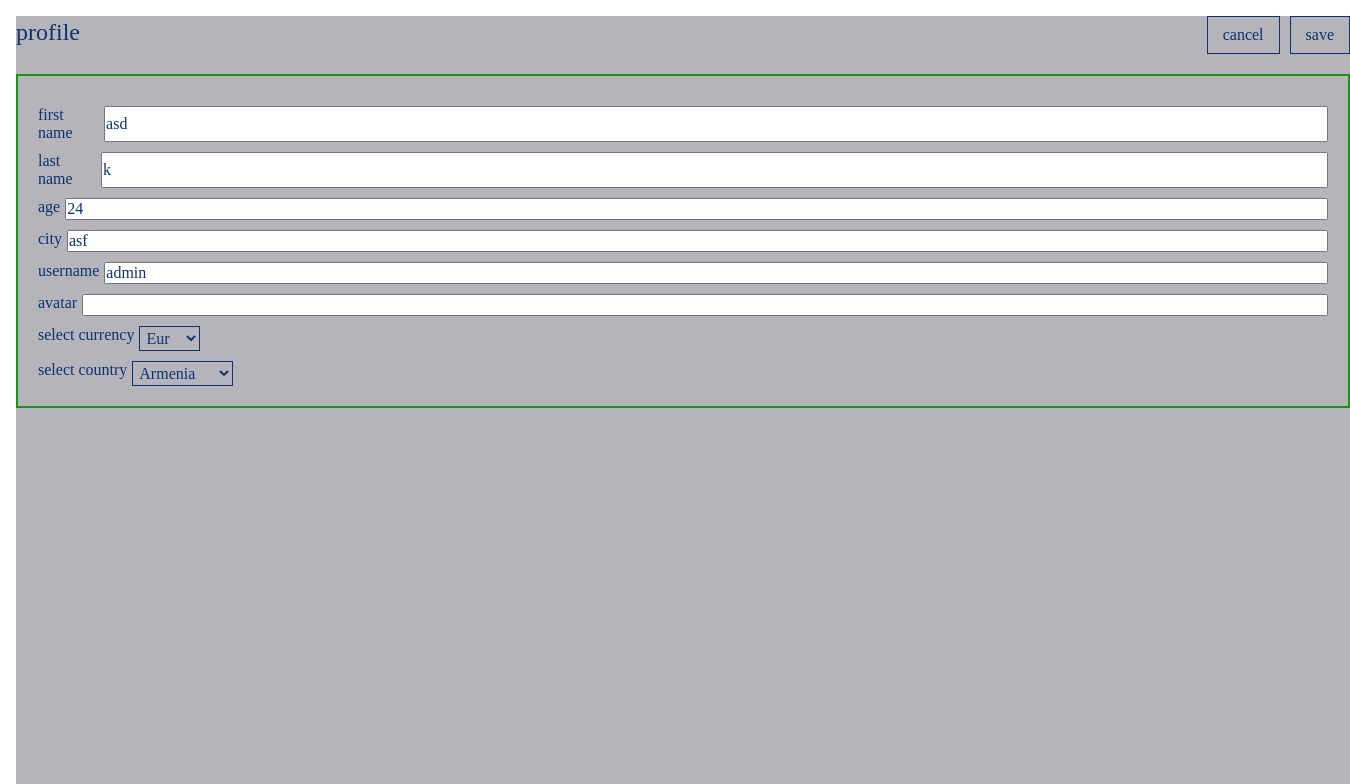 profile
cancel
save
first
name
asd
last
name
k
age
24
city
asf
username
admin
avatar
select currency
Eur
select country
Armenia